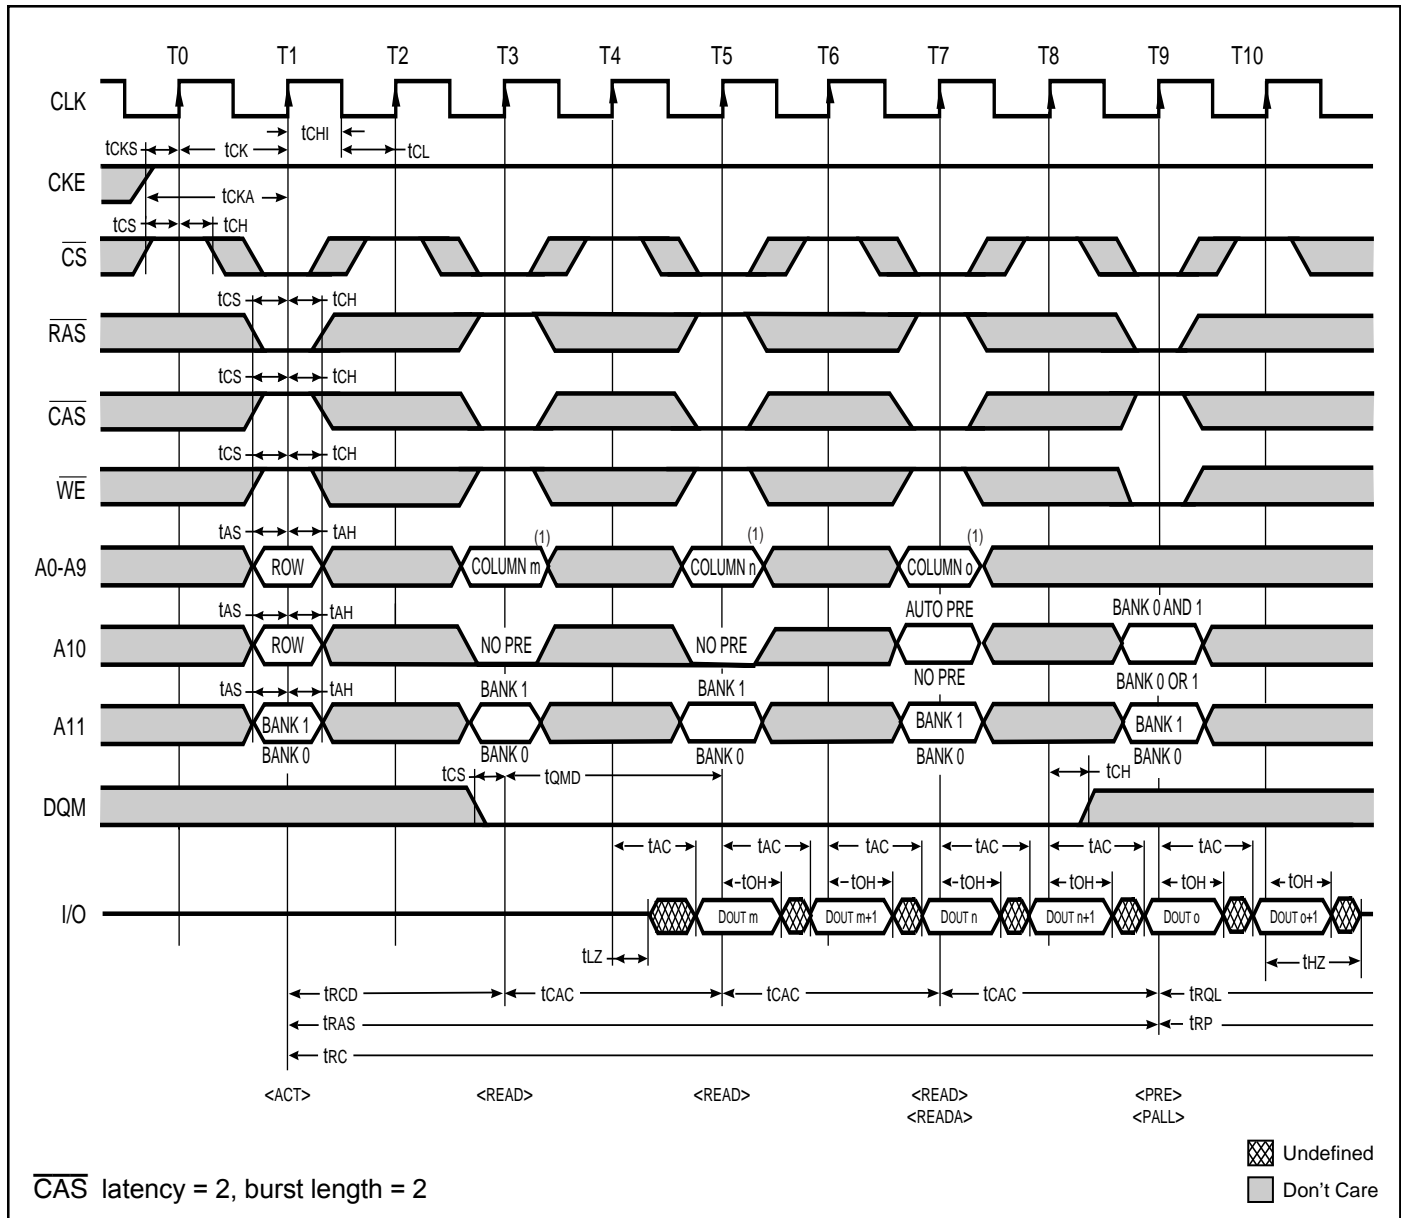 T0 T1 T2 T3 T4 T5 T6 T7 T8 T9 T10
CLK
tCHI
tCKS tCK tCL
CKE
tCKA
tCS tCH
CS
tCS tCH
RAS
tCS tCH
CAS
tCS tCH
WE
tAS tAH (1) (1) (1)
A0-A9 ROW COLUMN m COLUMN n COLUMN o
tAS tAH AUTO PRE BANK 0 AND 1
A10 ROW NO PRE NO PRE
NO PRE BANK 0 OR 1
tAS tAH BANK 1 BANK 1
A11 BANK 1 BANK 1 BANK 1
BANK 0 BANK 0 BANK 0 BANK 0 BANK 0
tCS tQMD tCH
DQM
tAC tAC tAC tAC tAC tAC
tOH tOH tOH tOH tOH tOH
I/O DOUT m DOUT m+1 DOUT n DOUT n+1 DOUT o DOUT o+1
tLZ tHZ
tRCD tCAC tCAC tCAC tRQL
tRAS tRP
tRC
<ACT> <READ> <READ> <READ> <PRE>
<READA> <PALL>
Undefined
CAS latency = 2, burst length = 2
Don't Care